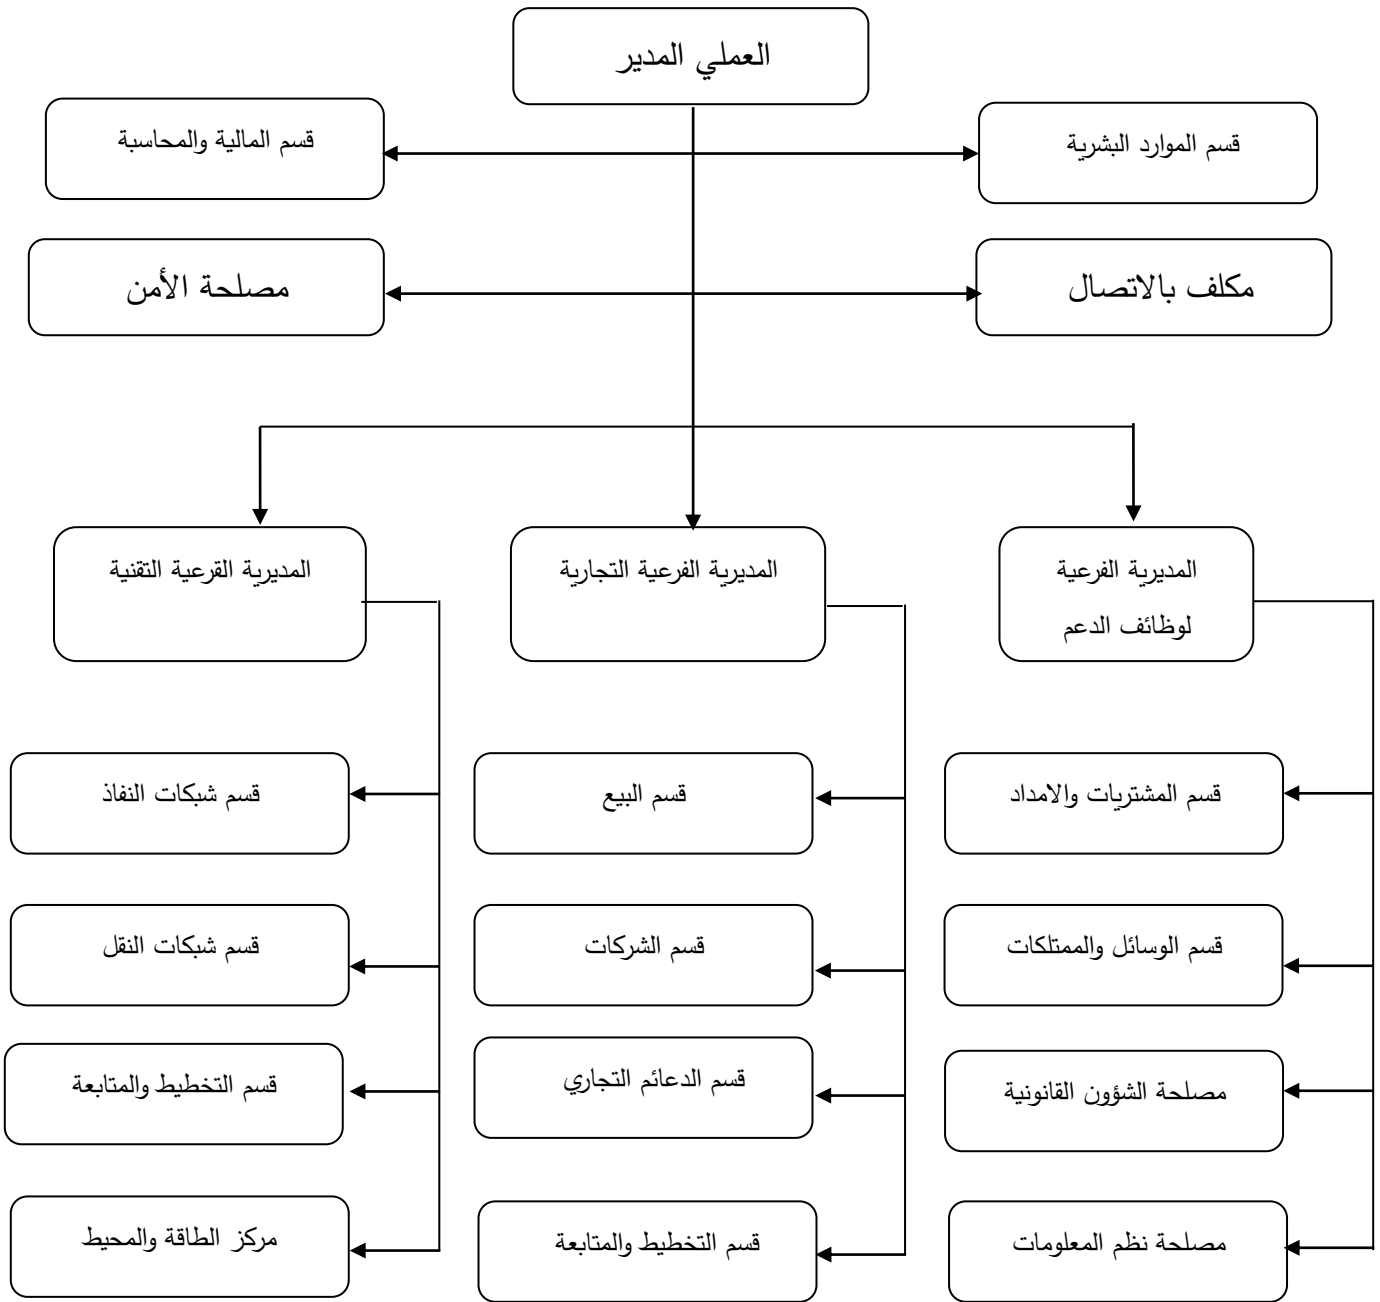 العملي المدير
قسم الموارد البشرية
قسم المالية والمحاسبة
مكلف بالاتصال
مصلحة الأمن
المديرية الفرعية
لوظائف الدعم
المديرية الفرعية التجارية
المديرية القرعية التقنية
قسم المشتريات والامداد
قسم البيع
قسم شبكات النفاذ
قسم الوسائل والممتلكات
قسم الشركات
قسم شبكات النقل
مصلحة الشؤون القانونية
قسم الدعائم التجاري
قسم التخطيط والمتابعة
مصلحة نظم المعلومات
قسم التخطيط والمتابعة
مركز الطاقة والمحيط